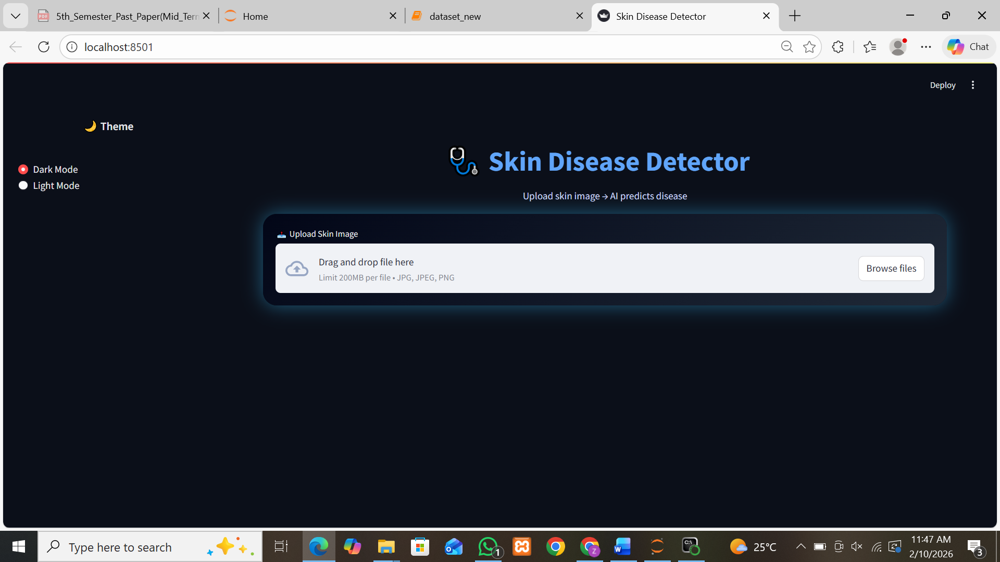 5th_Semester_Past_Paper(Mid_Tern
Home
dataset_new
Skin Disease Detector
localhost:8501
Chat
Deploy
🌙 Theme
Dark Mode
Light Mode
🩺 Skin Disease Detector
Upload skin image → AI predicts disease
📤 Upload Skin Image
Drag and drop file here
Limit 200MB per file • JPG, JPEG, PNG
Browse files
Type here to search
1
Z
25°C
11:47 AM
2/10/2026
3